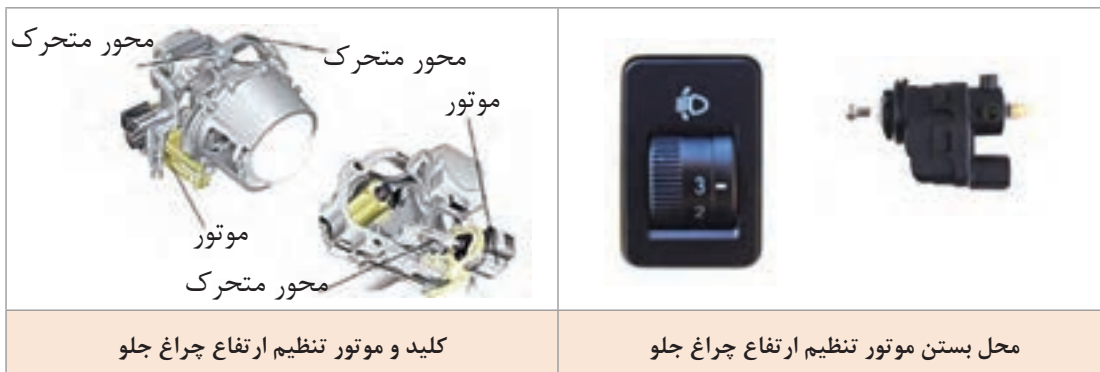 محور متحرک
محور متحرک
موتور
موتور
محور متحرک
3
2
محل بستن موتور تنظیم ارتفاع چراغ جلو
کلید و موتور تنظیم ارتفاع چراغ جلو